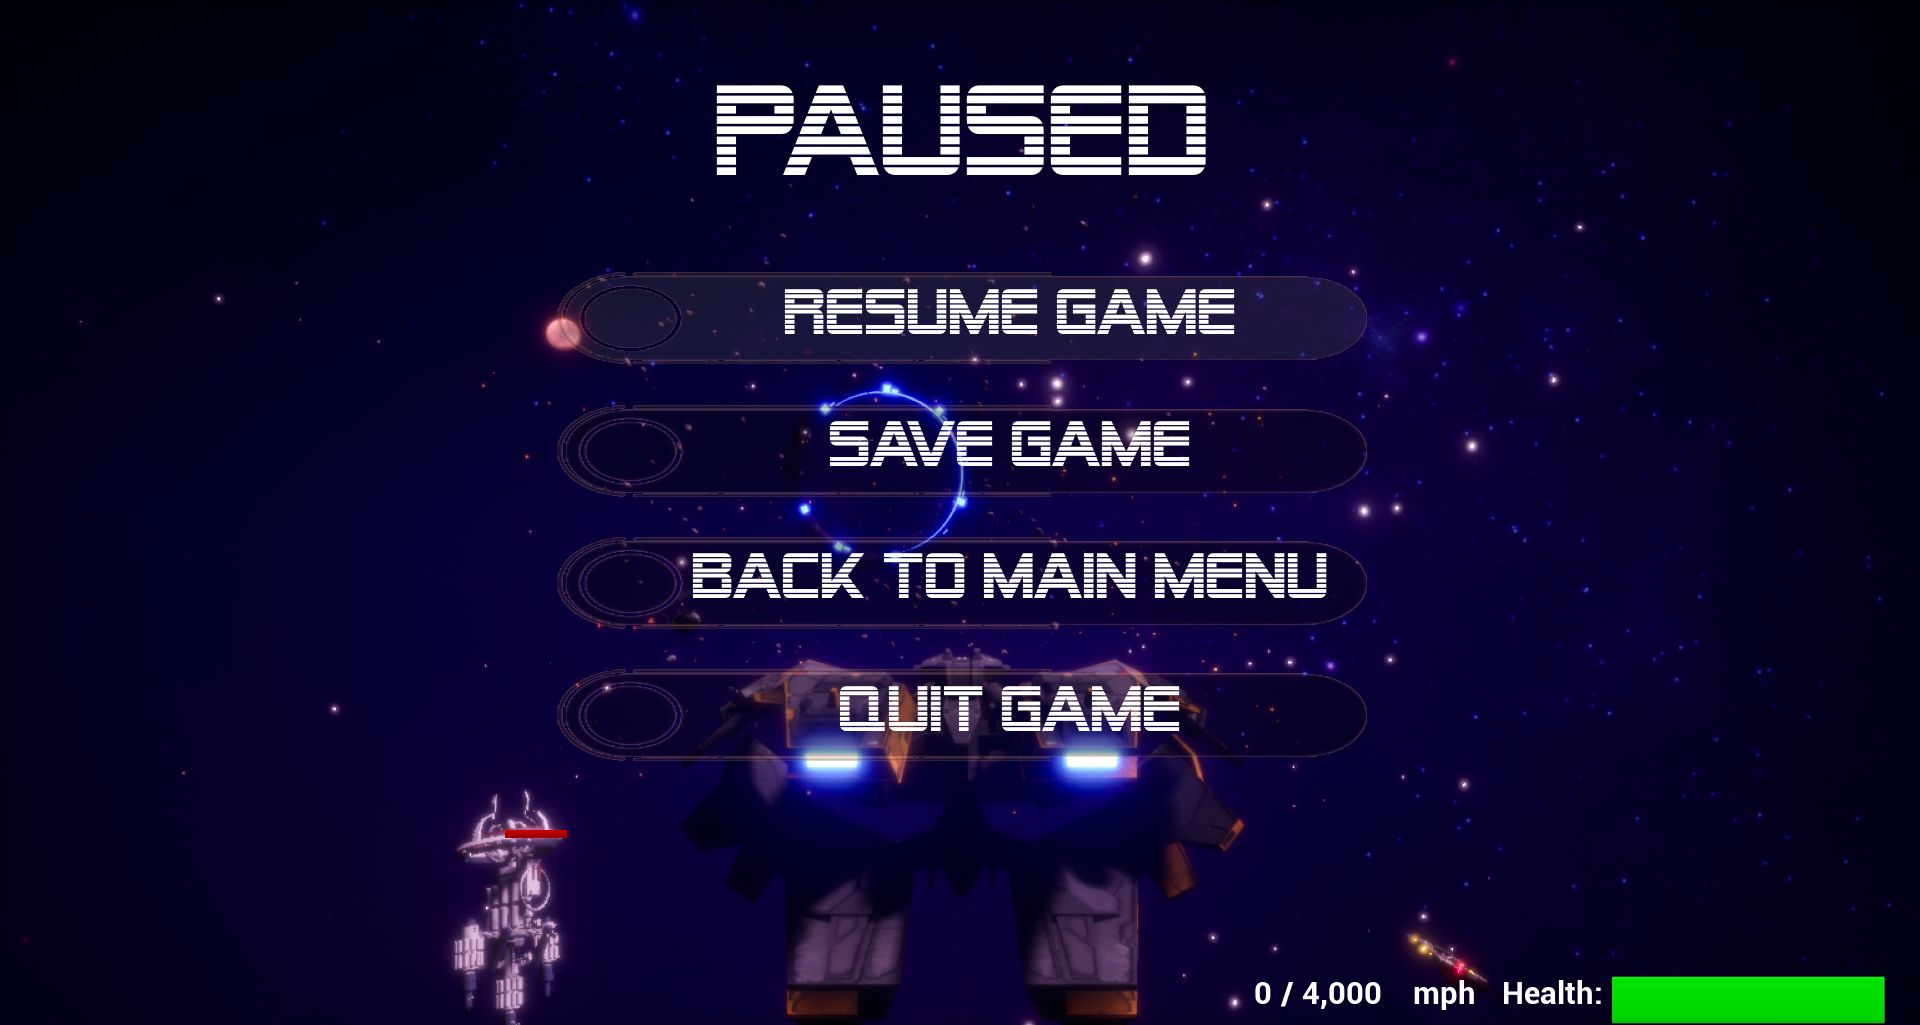 PAUSED
RESUME GAME
SAVE GAME
BACK TO MAIN MENU
QUIT GAME
0 / 4,000 mph Health: